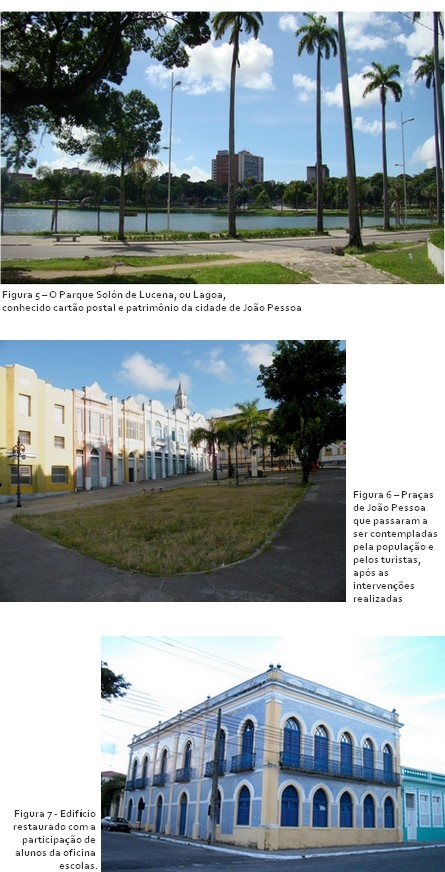 Figura 5 – O Parque Solón de Lucena, ou Lagoa,
conhecido cartão postal e patrimônio da cidade de João Pessoa
Figura 6 – Praças
de João Pessoa
que passaram a
ser contempladas
pela população e
pelos turistas,
após as
intervenções
realizadas
Figura 7 - Edifício
restaurado com a
participação de
alunos da oficina
escolas.